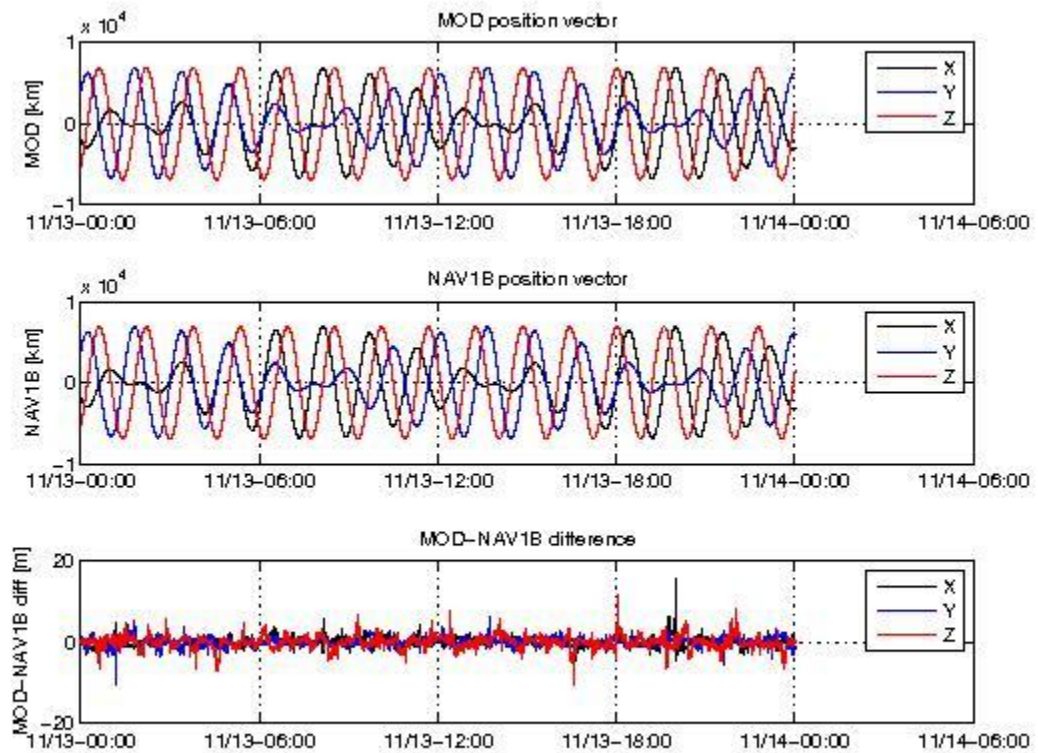 MOD position vector
x 10^4
1
0
−1
MOD [km]
X
Y
Z
11/13−00:00 11/13−06:00 11/13−12:00 11/13−18:00 11/14−00:00 11/14−06:00
NAV1B position vector
x 10^4
1
0
−1
NAV1B [km]
X
Y
Z
11/13−00:00 11/13−06:00 11/13−12:00 11/13−18:00 11/14−00:00 11/14−06:00
MOD−NAV1B difference
20
0
−20
MOD−NAV1B diff [m]
X
Y
Z
11/13−00:00 11/13−06:00 11/13−12:00 11/13−18:00 11/14−00:00 11/14−06:00